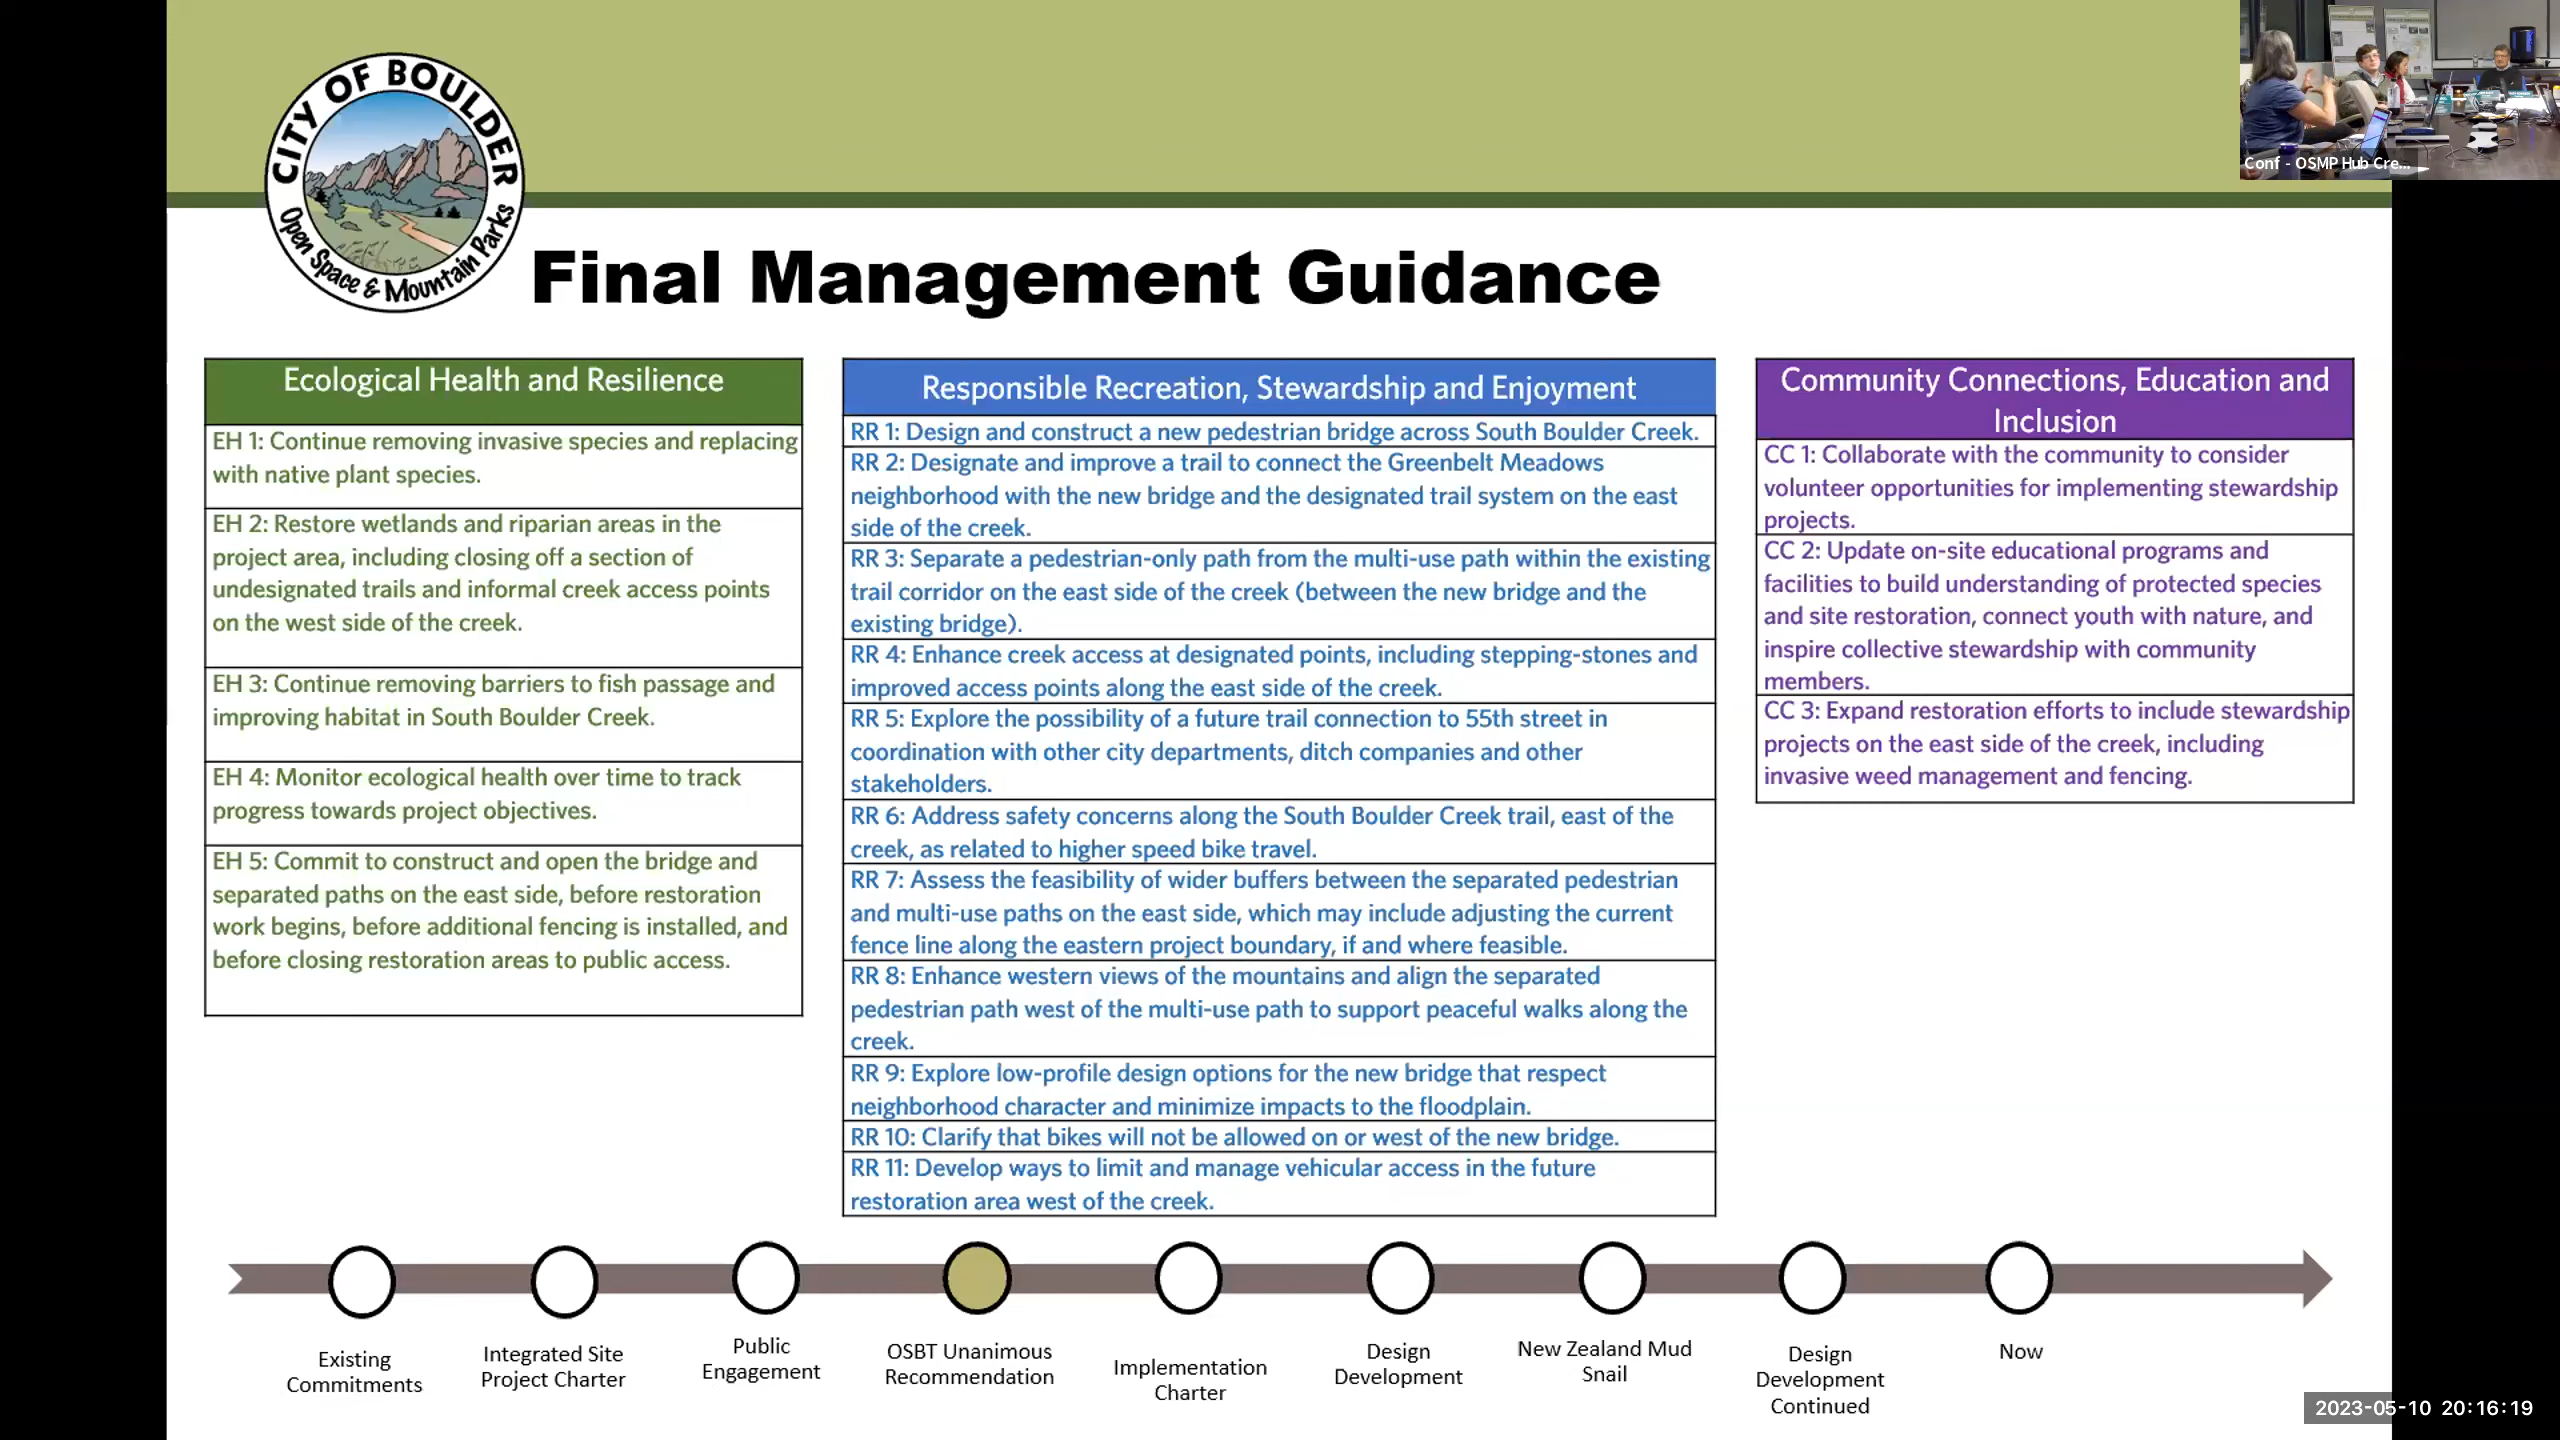 CITY OF BOULDER
Open Space & Mountain Parks
Conf - OSMP Hub Cre...
Final Management Guidance
Ecological Health and Resilience
EH 1: Continue removing invasive species and replacing
with native plant species.
EH 2: Restore wetlands and riparian areas in the
project area, including closing off a section of
undesignated trails and informal creek access points
on the west side of the creek.
EH 3: Continue removing barriers to fish passage and
improving habitat in South Boulder Creek.
EH 4: Monitor ecological health over time to track
progress towards project objectives.
EH 5: Commit to construct and open the bridge and
separated paths on the east side, before restoration
work begins, before additional fencing is installed, and
before closing restoration areas to public access.
Responsible Recreation, Stewardship and Enjoyment
RR 1: Design and construct a new pedestrian bridge across South Boulder Creek.
RR 2: Designate and improve a trail to connect the Greenbelt Meadows
neighborhood with the new bridge and the designated trail system on the east
side of the creek.
RR 3: Separate a pedestrian-only path from the multi-use path within the existing
trail corridor on the east side of the creek (between the new bridge and the
existing bridge).
RR 4: Enhance creek access at designated points, including stepping-stones and
improved access points along the east side of the creek.
RR 5: Explore the possibility of a future trail connection to 55th street in
coordination with other city departments, ditch companies and other
stakeholders.
RR 6: Address safety concerns along the South Boulder Creek trail, east of the
creek, as related to higher speed bike travel.
RR 7: Assess the feasibility of wider buffers between the separated pedestrian
and multi-use paths on the east side, which may include adjusting the current
fence line along the eastern project boundary, if and where feasible.
RR 8: Enhance western views of the mountains and align the separated
pedestrian path west of the multi-use path to support peaceful walks along the
creek.
RR 9: Explore low-profile design options for the new bridge that respect
neighborhood character and minimize impacts to the floodplain.
RR 10: Clarify that bikes will not be allowed on or west of the new bridge.
RR 11: Develop ways to limit and manage vehicular access in the future
restoration area west of the creek.
Community Connections, Education and
Inclusion
CC 1: Collaborate with the community to consider
volunteer opportunities for implementing stewardship
projects.
CC 2: Update on-site educational programs and
facilities to build understanding of protected species
and site restoration, connect youth with nature, and
inspire collective stewardship with community
members.
CC 3: Expand restoration efforts to include stewardship
projects on the east side of the creek, including
invasive weed management and fencing.
Existing
Commitments
Integrated Site
Project Charter
Public
Engagement
OSBT Unanimous
Recommendation
Implementation
Charter
Design
Development
New Zealand Mud
Snail
Design
Development
Continued
Now
2023-05-10 20:16:19